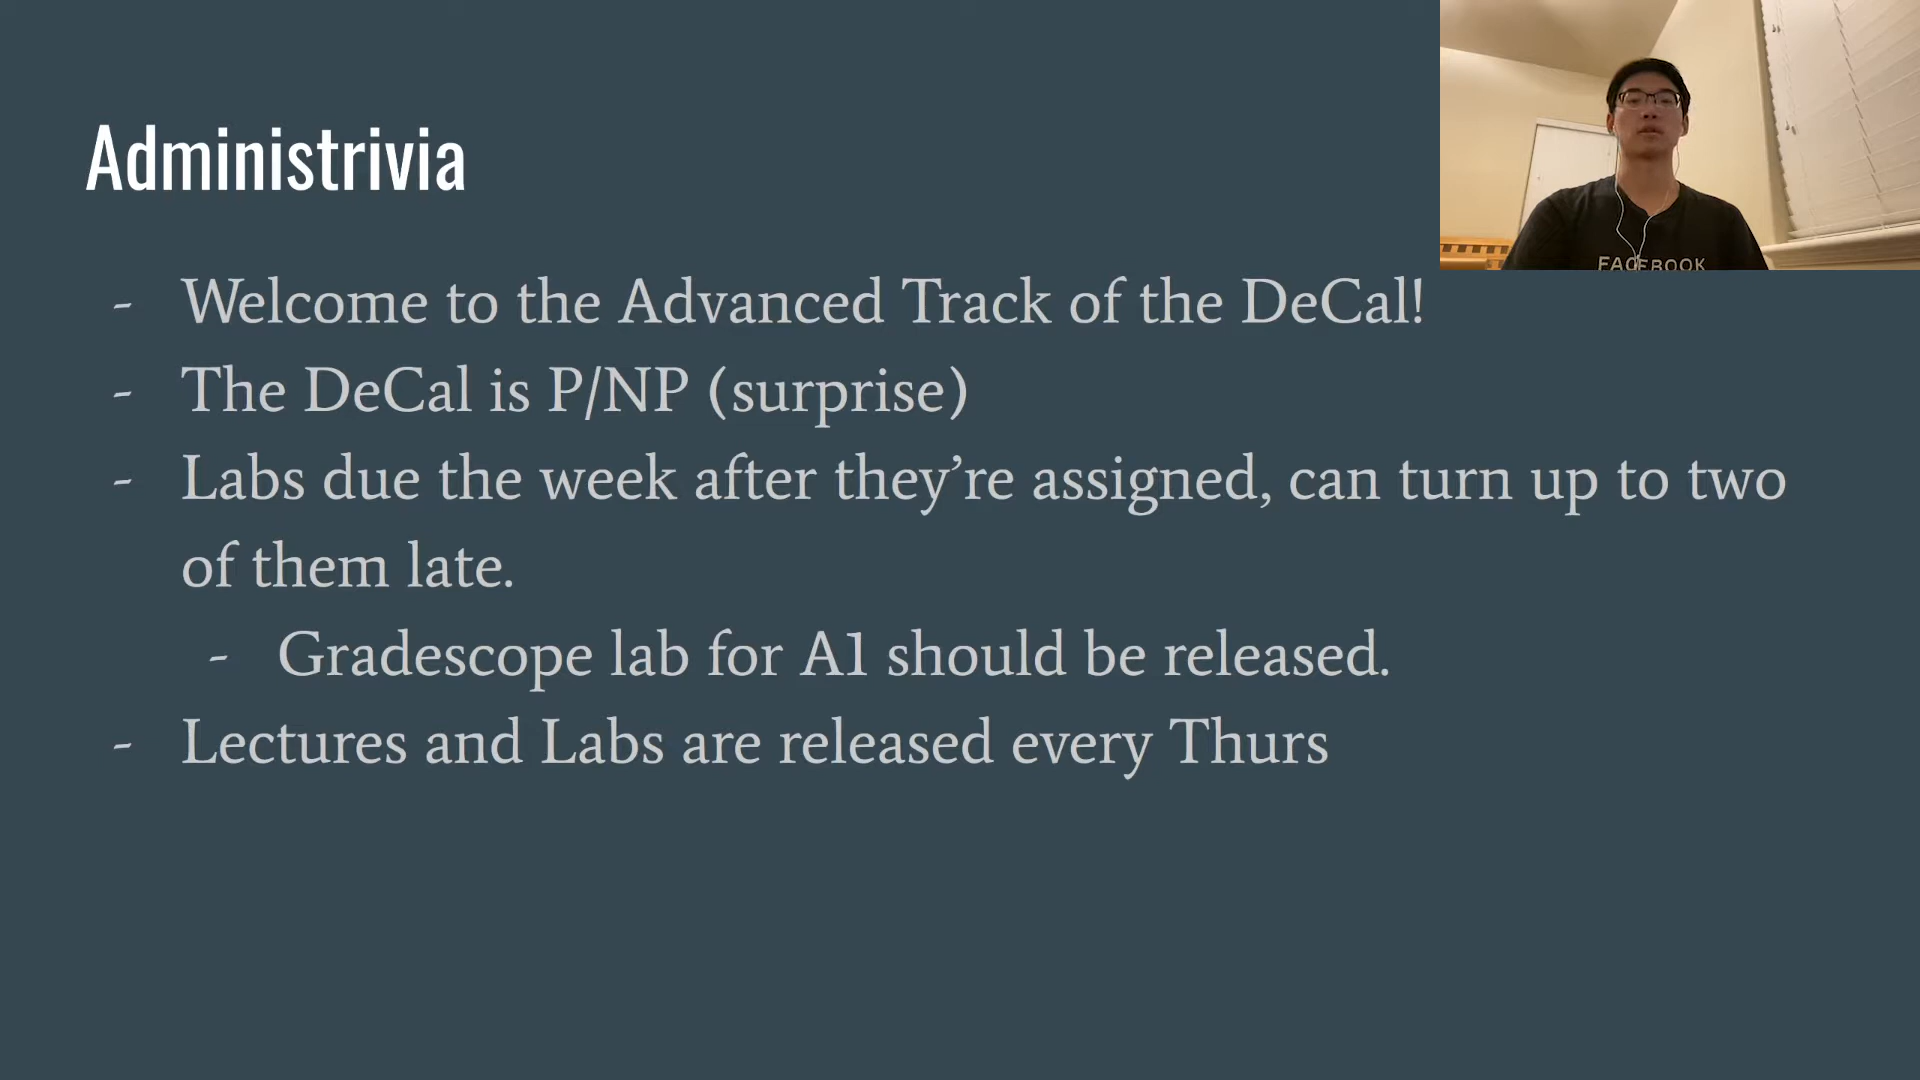 Administrivia
FACEBOOK
- Welcome to the Advanced Track of the DeCal!
- The DeCal is P/NP (surprise)
- Labs due the week after they’re assigned, can turn up to two
of them late.
- Gradescope lab for A1 should be released.
- Lectures and Labs are released every Thurs